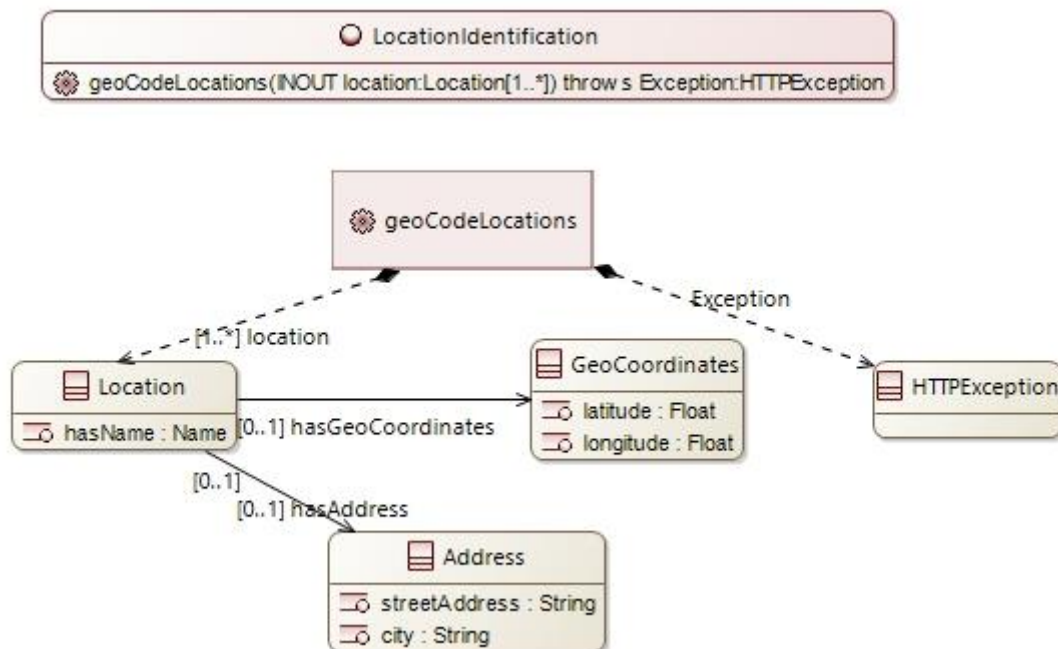 LocationIdentification
geoCodeLocations(INOUT location:Location[1..*]) throws Exception:HTTPException
geoCodeLocations
Exception
[1..*] location
Location
hasName : Name
GeoCoordinates
latitude : Float
longitude : Float
HTTPException
[0..1] hasGeoCoordinates
[0..1]
[0..1] hasAddress
Address
streetAddress : String
city : String